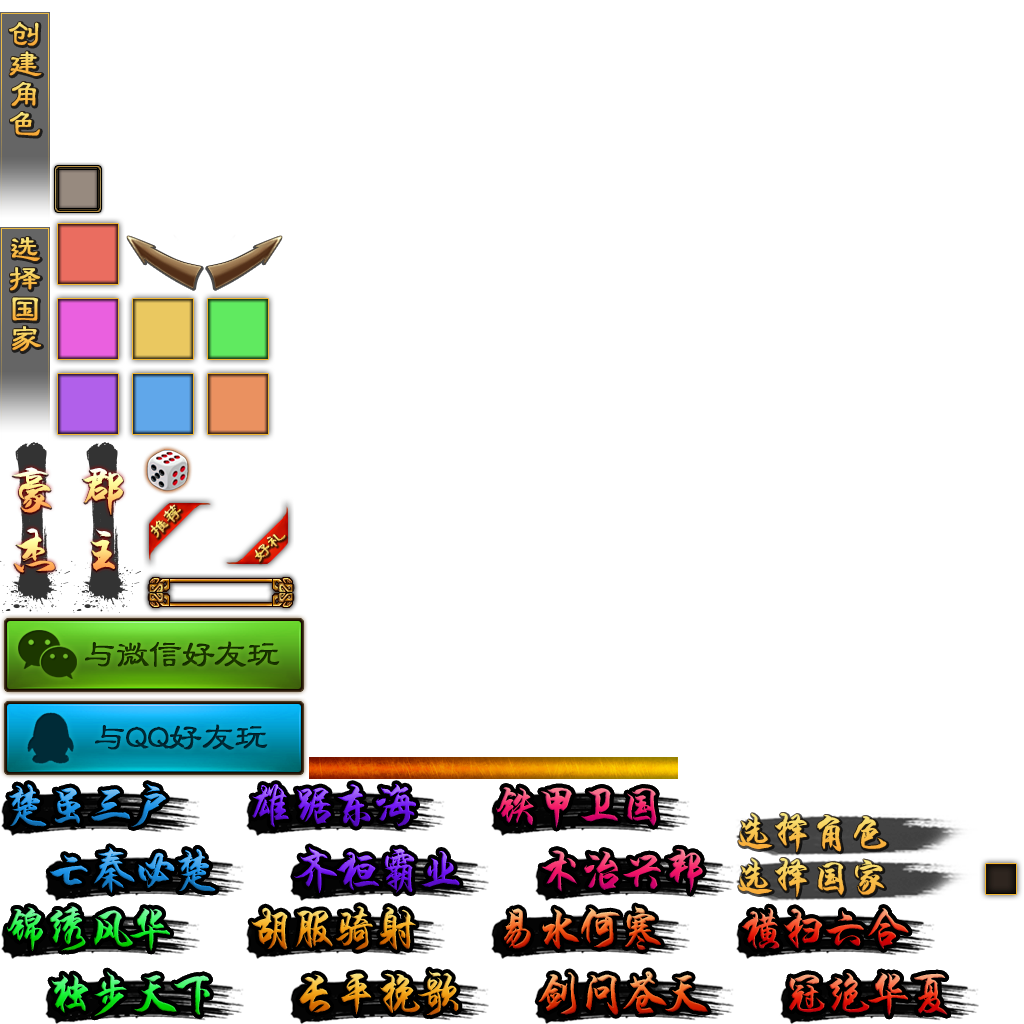 创建角色
选择国家
豪杰
郡主
推荐
好礼
与微信好友玩
与QQ好友玩
楚虽三户
亡秦必楚
雄踞东海
齐桓霸业
铁甲卫国
术治兴邦
选择角色
选择国家
锦绣风华
独步天下
胡服骑射
长平挽歌
易水何寒
剑问苍天
横扫六合
冠绝华夏